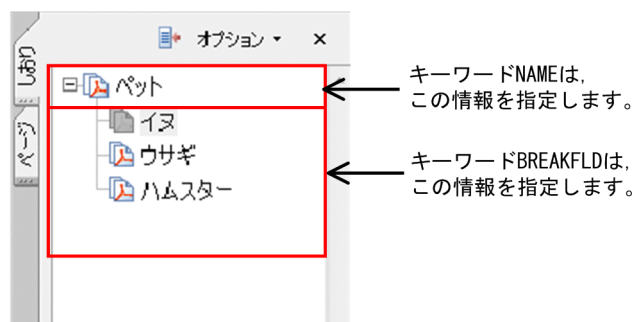 しおり
ページ
オプション
×
ペット
イヌ
ウサギ
ハムスター
キーワードNAMEは,
この情報を指定します。
キーワードBREAKFLDは,
この情報を指定します。